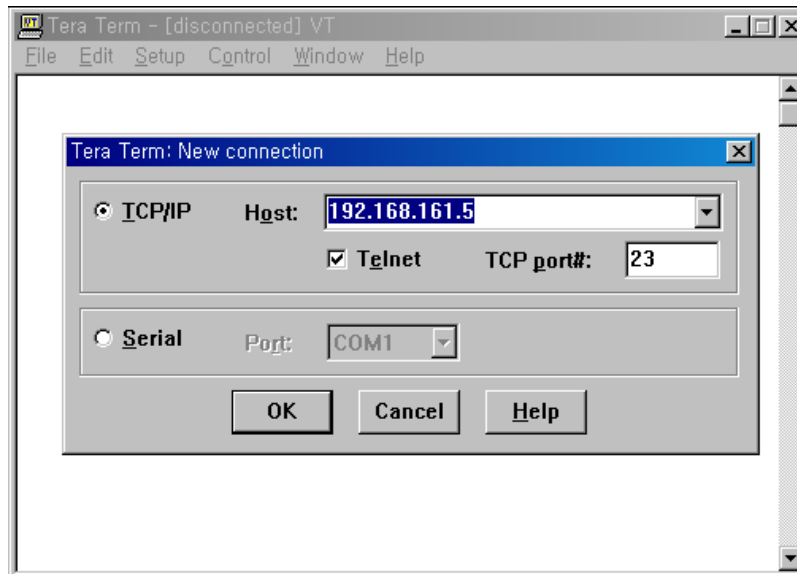 VT Tera Term - [disconnected] VT
File Edit Setup Control Window Help
Tera Term: New connection
TCP/IP Host: 192.168.161.5
Telnet TCP port#: 23
Serial Port: COM1
OK Cancel Help